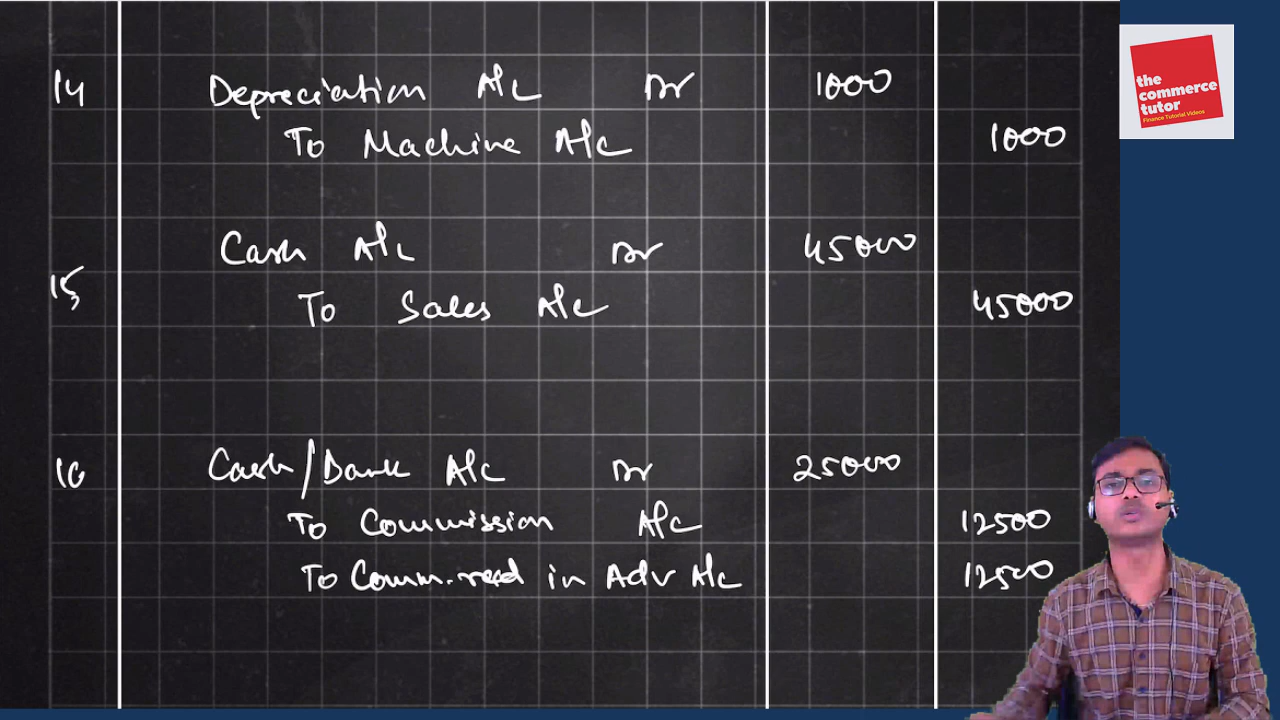 14 Depreciation A/c Dr 1000
To Machine A/c 1000
15 Cash A/c Dr 45000
To Sales A/c 45000
16 Cash/Bank A/c Dr 25000
To Commission A/c 12500
To Comm. recd in Adv A/c 12500
the
commerce
tutor
Finance Tutorial Videos